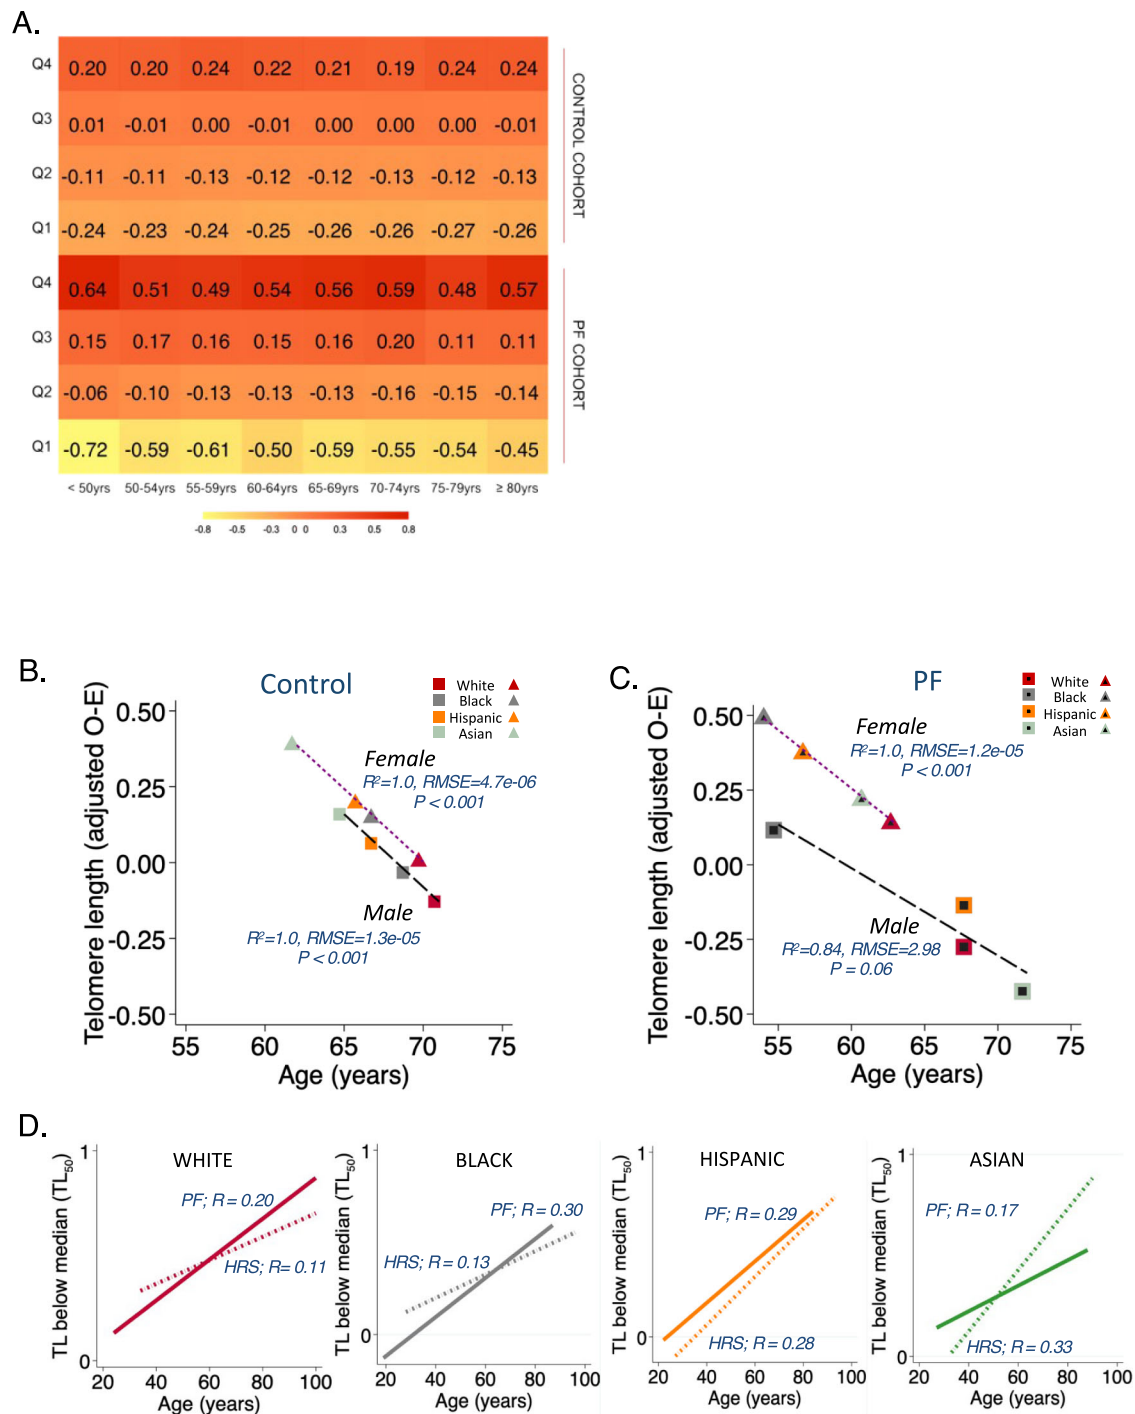 A.
Q4 0.20 0.20 0.24 0.22 0.21 0.19 0.24 0.24
Q3 0.01 -0.01 0.00 -0.01 0.00 0.00 0.00 -0.01
Q2 -0.11 -0.11 -0.13 -0.12 -0.12 -0.13 -0.12 -0.13
Q1 -0.24 -0.23 -0.24 -0.25 -0.26 -0.26 -0.27 -0.26
CONTROL COHORT
Q4 0.64 0.51 0.49 0.54 0.56 0.59 0.48 0.57
Q3 0.15 0.17 0.16 0.15 0.16 0.20 0.11 0.11
Q2 -0.06 -0.10 -0.13 -0.13 -0.13 -0.16 -0.15 -0.14
Q1 -0.72 -0.59 -0.61 -0.50 -0.59 -0.55 -0.54 -0.45
PF COHORT
< 50yrs 50-54yrs 55-59yrs 60-64yrs 65-69yrs 70-74yrs 75-79yrs ≥ 80yrs
-0.8 -0.5 -0.3 0 0 0.3 0.5 0.8
B.
Control
White
Black
Hispanic
Asian
Telomere length (adjusted O-E)
0.50
0.25
0.00
-0.25
-0.50
Female
R²=1.0, RMSE=4.7e-06
P < 0.001
Male
R²=1.0, RMSE=1.3e-05
P < 0.001
55 60 65 70 75
Age (years)
C.
PF
White
Black
Hispanic
Asian
Telomere length (adjusted O-E)
0.50
0.25
0.00
-0.25
-0.50
Female
R²=1.0, RMSE=1.2e-05
P < 0.001
Male
R²=0.84, RMSE=2.98
P = 0.06
55 60 65 70 75
Age (years)
D.
WHITE
TL below median (TL50)
1
0
PF; R = 0.20
HRS; R= 0.11
20 40 60 80 100
Age (years)
BLACK
TL below median (TL50)
1
0
PF; R = 0.30
HRS; R = 0.13
20 40 60 80 100
Age (years)
HISPANIC
TL below median (TL50)
1
0
PF; R = 0.29
HRS; R = 0.28
20 40 60 80 100
Age (years)
ASIAN
TL below median (TL50)
1
0
PF; R = 0.17
HRS; R = 0.33
20 40 60 80 100
Age (years)